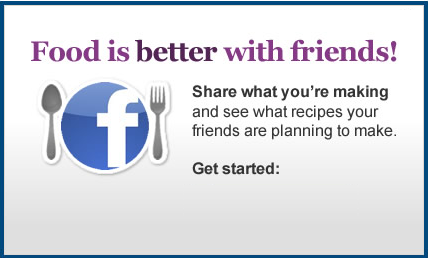 Food is better with friends!
f
Share what you're making
and see what recipes your
friends are planning to make.
Get started: